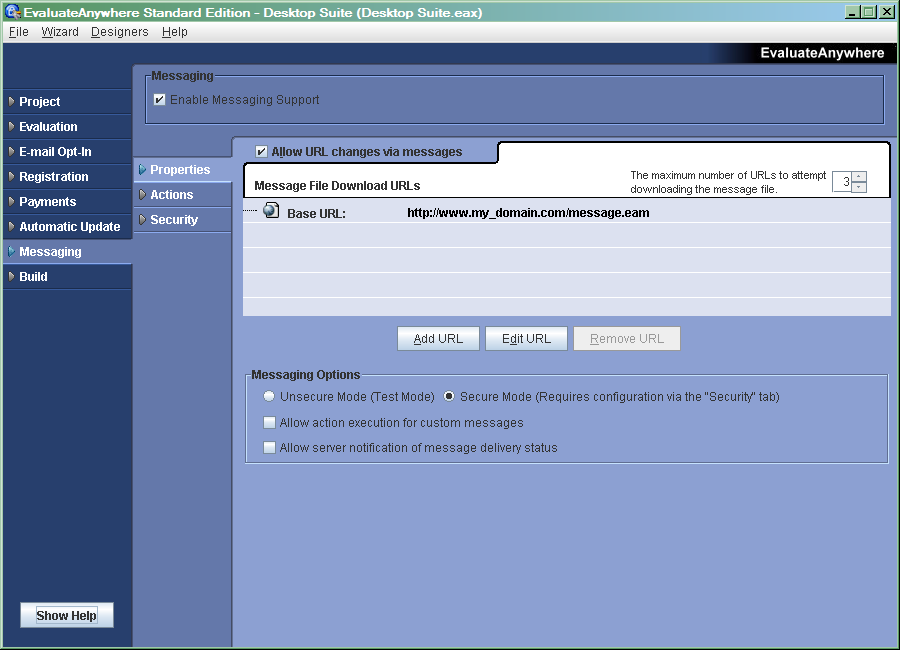 EvaluateAnywhere Standard Edition - Desktop Suite (Desktop Suite.eax)
File Wizard Designers Help
EvaluateAnywhere
Project
Evaluation
E-mail Opt-In
Registration
Payments
Automatic Update
Messaging
Build
Show Help
Messaging
Enable Messaging Support
Properties
Actions
Security
Allow URL changes via messages
Message File Download URLs
The maximum number of URLs to attempt
downloading the message file.
3
Base URL: http://www.my_domain.com/message.eam
Add URL Edit URL Remove URL
Messaging Options
Unsecure Mode (Test Mode) Secure Mode (Requires configuration via the "Security" tab)
Allow action execution for custom messages
Allow server notification of message delivery status